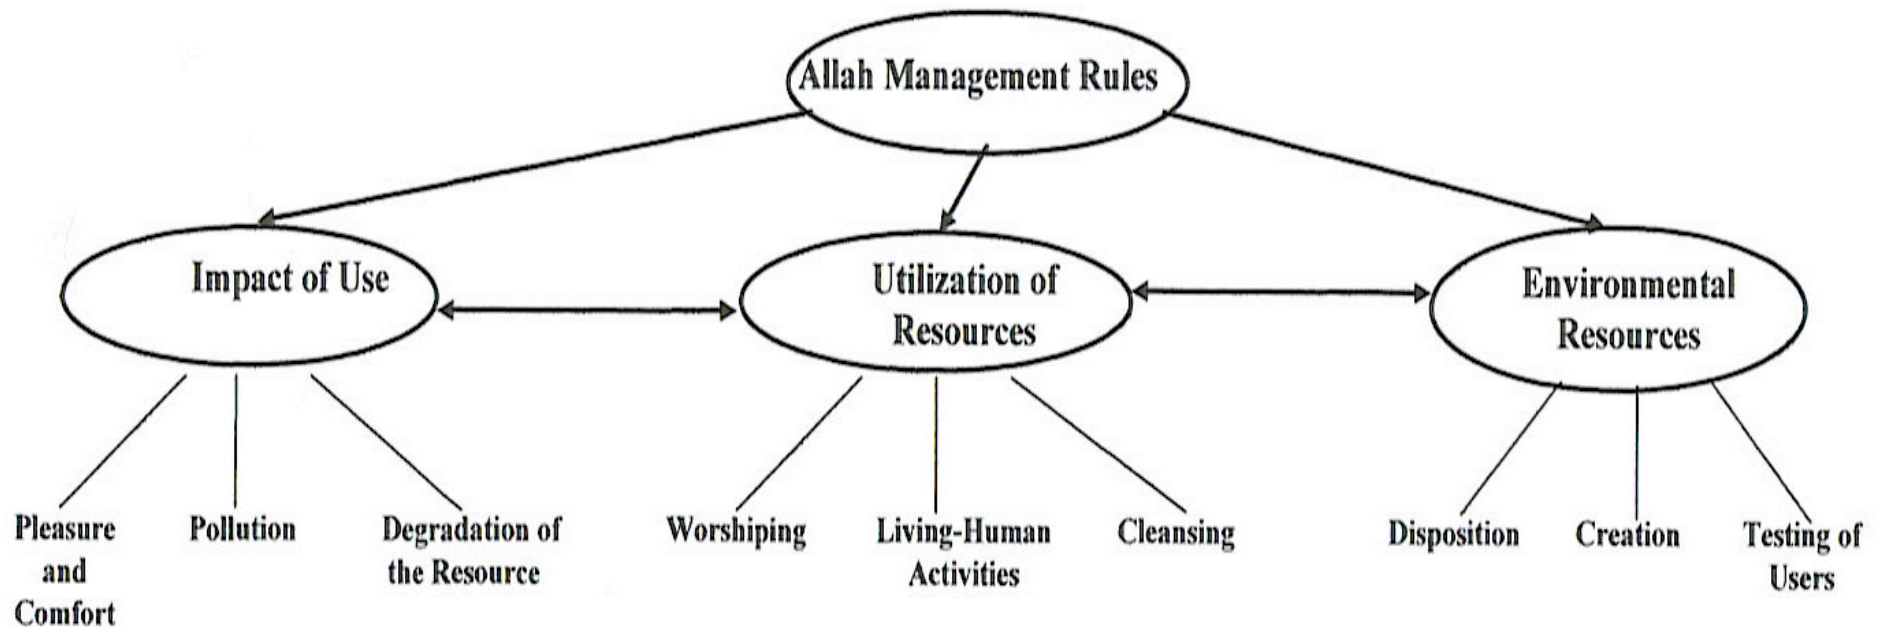 Allah Management Rules
Impact of Use
Utilization of
Resources
Environmental
Resources
Pleasure
and
Comfort
Pollution
Degradation of
the Resource
Worshiping
Living-Human
Activities
Cleansing
Disposition
Creation
Testing of
Users